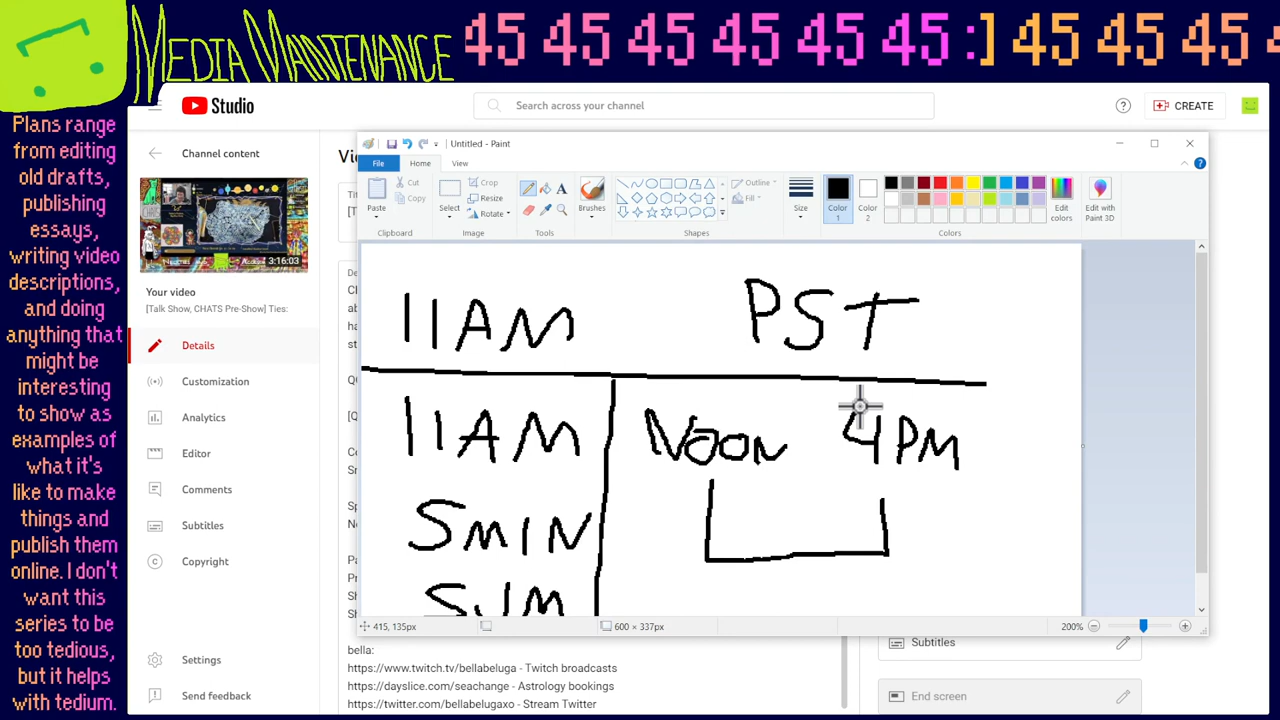 MEDIA MAINTENANCE
45 45 45 45 45 45 :] 45 45 45
Plans range
from editing
old drafts,
publishing
essays,
writing video
descriptions,
and doing
anything that
might be
interesting
to show as
examples of
what it's
like to make
things and
publish them
online. I don't
want this
series to be
too tedious,
but it helps
with tedium.
Studio
Search across your channel
CREATE
Channel content
3:16:03
Your video
[Talk Show, CHATS Pre-Show] Ties:
Details
Customization
Analytics
Editor
Comments
Subtitles
Copyright
Settings
Send feedback
Untitled - Paint
File
Home
View
Paste
Cut
Copy
Clipboard
Select
Crop
Resize
Rotate
Image
Tools
Brushes
Shapes
Outline
Fill
Size
Color
1
Color
2
Edit
colors
Edit with
Paint 3D
Colors
11AM PST
11AM NOON 4PM
5MIN
415, 135px
600 × 337px
200%
bella:
https://www.twitch.tv/bellabeluga - Twitch broadcasts
https://dayslice.com/seachange - Astrology bookings
https://twitter.com/bellabelugaxo - Stream Twitter
Subtitles
End screen